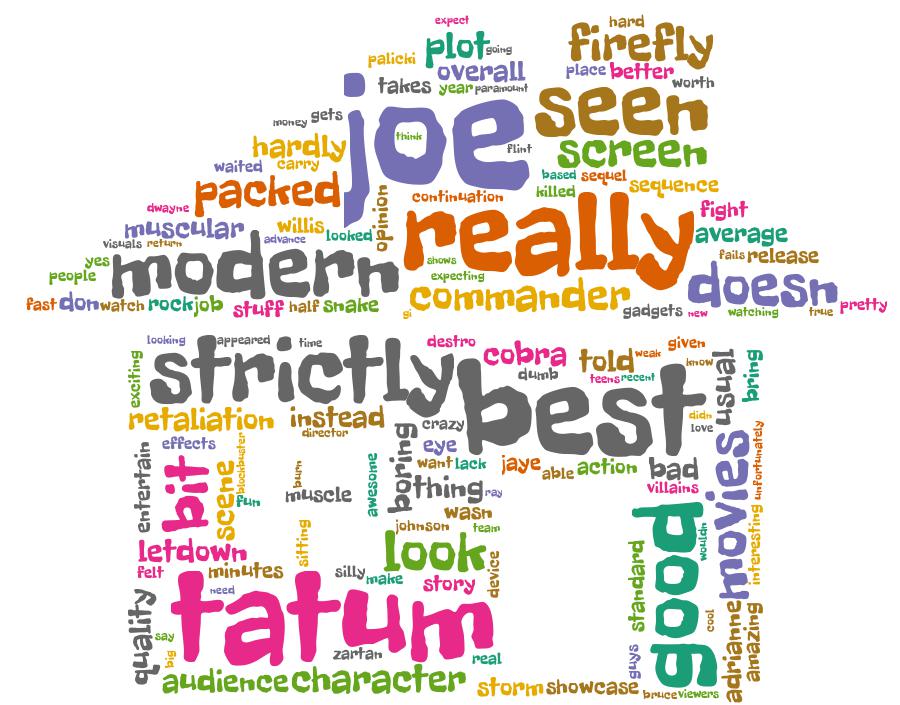 expect
hard
plot going firefly
palicki overall place better
takes year paramount worth
joe seen
money gets think flint screen
hardly
waited carry based sequel
packed continuation killed sequence
dwayne opinion really fight
muscular willis looked average
visuals return advance
yes modern shows fails release
people expecting doesn
fast don watch rock job stuff half snake gi commander gadgets new watching true pretty
looking appeared time destro cobra told weak given
exciting strictly dumb teens recent know usual bring
best
retaliation instead crazy didn
director love
effects eye
entertain bit scene blockbuster burn awesome boring want lack jaye able action bad movies unfortunately
fun muscle thing ray villains
wasn
johnson team
letdown sitting look good wouldn
felt minutes silly make story device standard interesting
need
quality tatum adrianne amazing
say cool
zartan real guys
big
audience character storm showcase bruce viewers